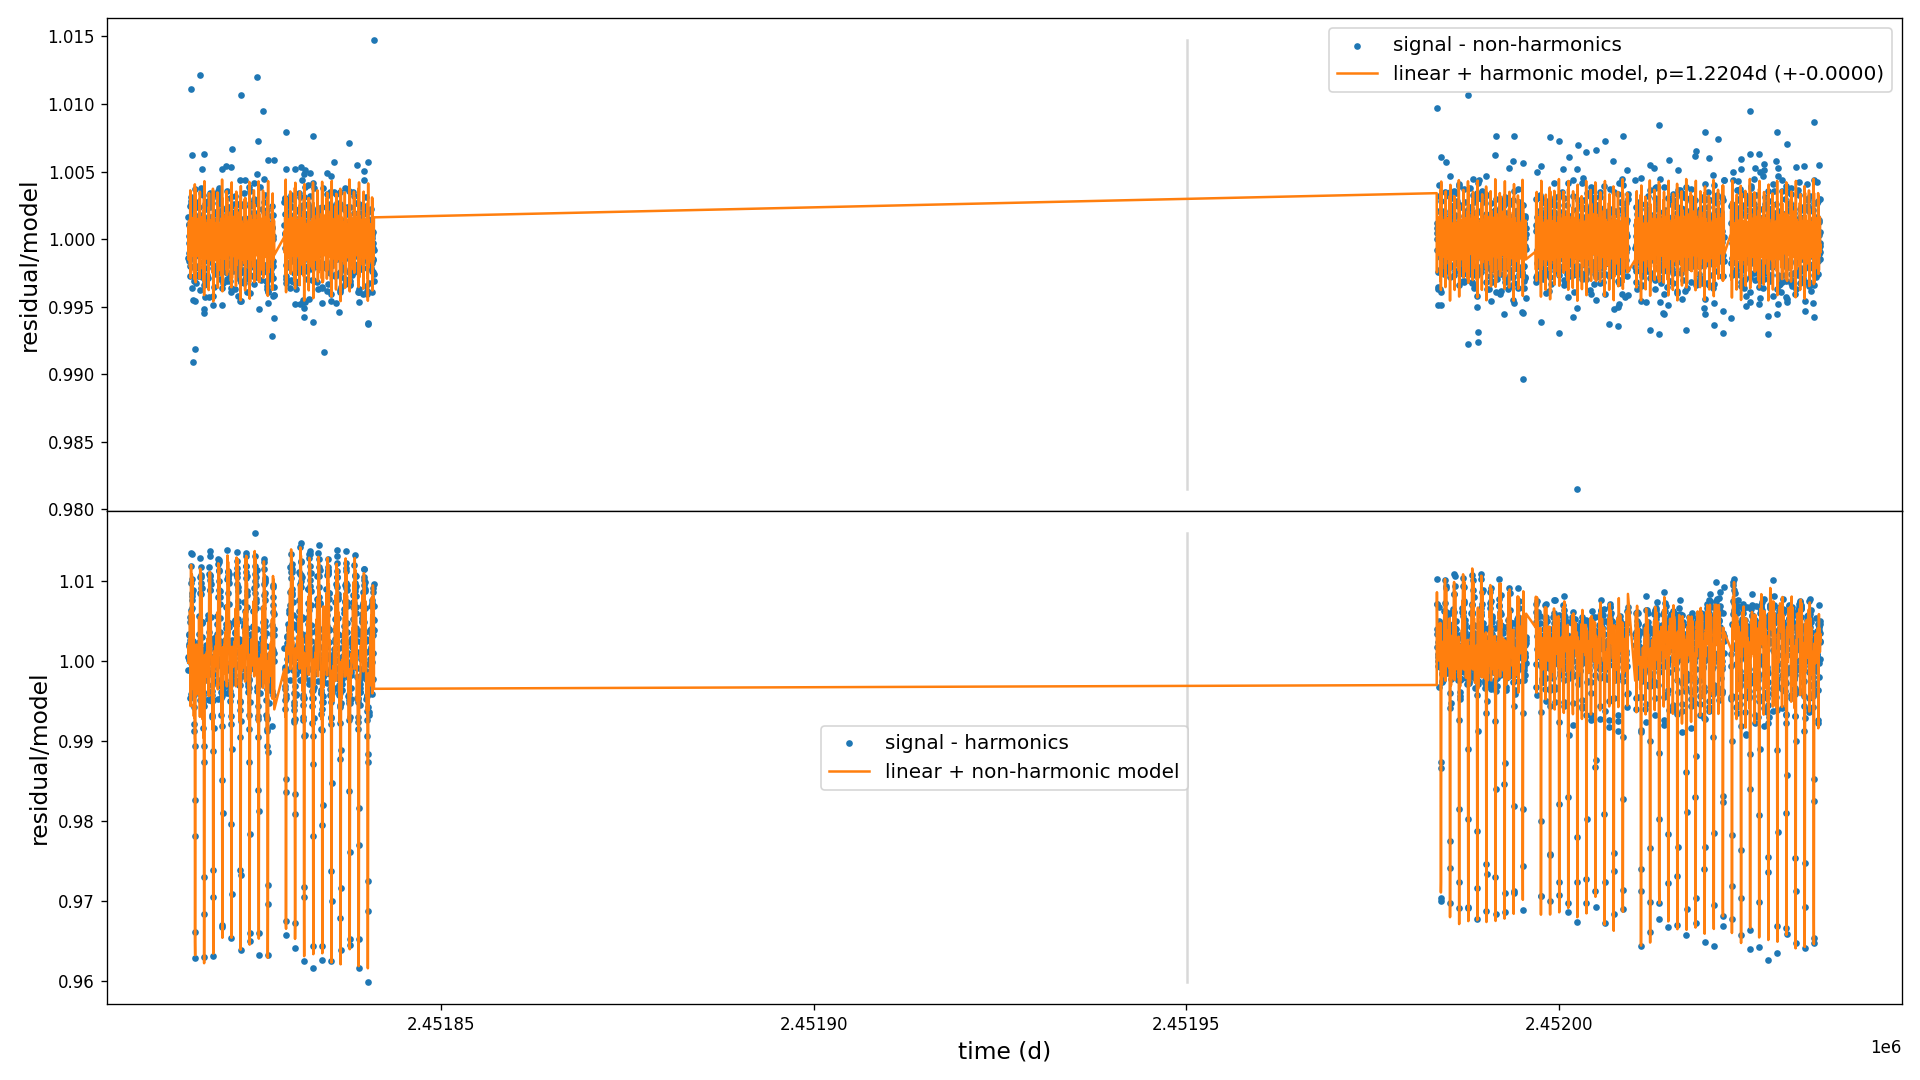 1.015
1.010
1.005
1.000
0.995
0.990
0.985
0.980
residual/model
signal - non-harmonics
linear + harmonic model, p=1.2204d (+-0.0000)
1.01
1.00
0.99
0.98
0.97
0.96
residual/model
signal - harmonics
linear + non-harmonic model
2.45185
2.45190
2.45195
2.45200
1e6
time (d)